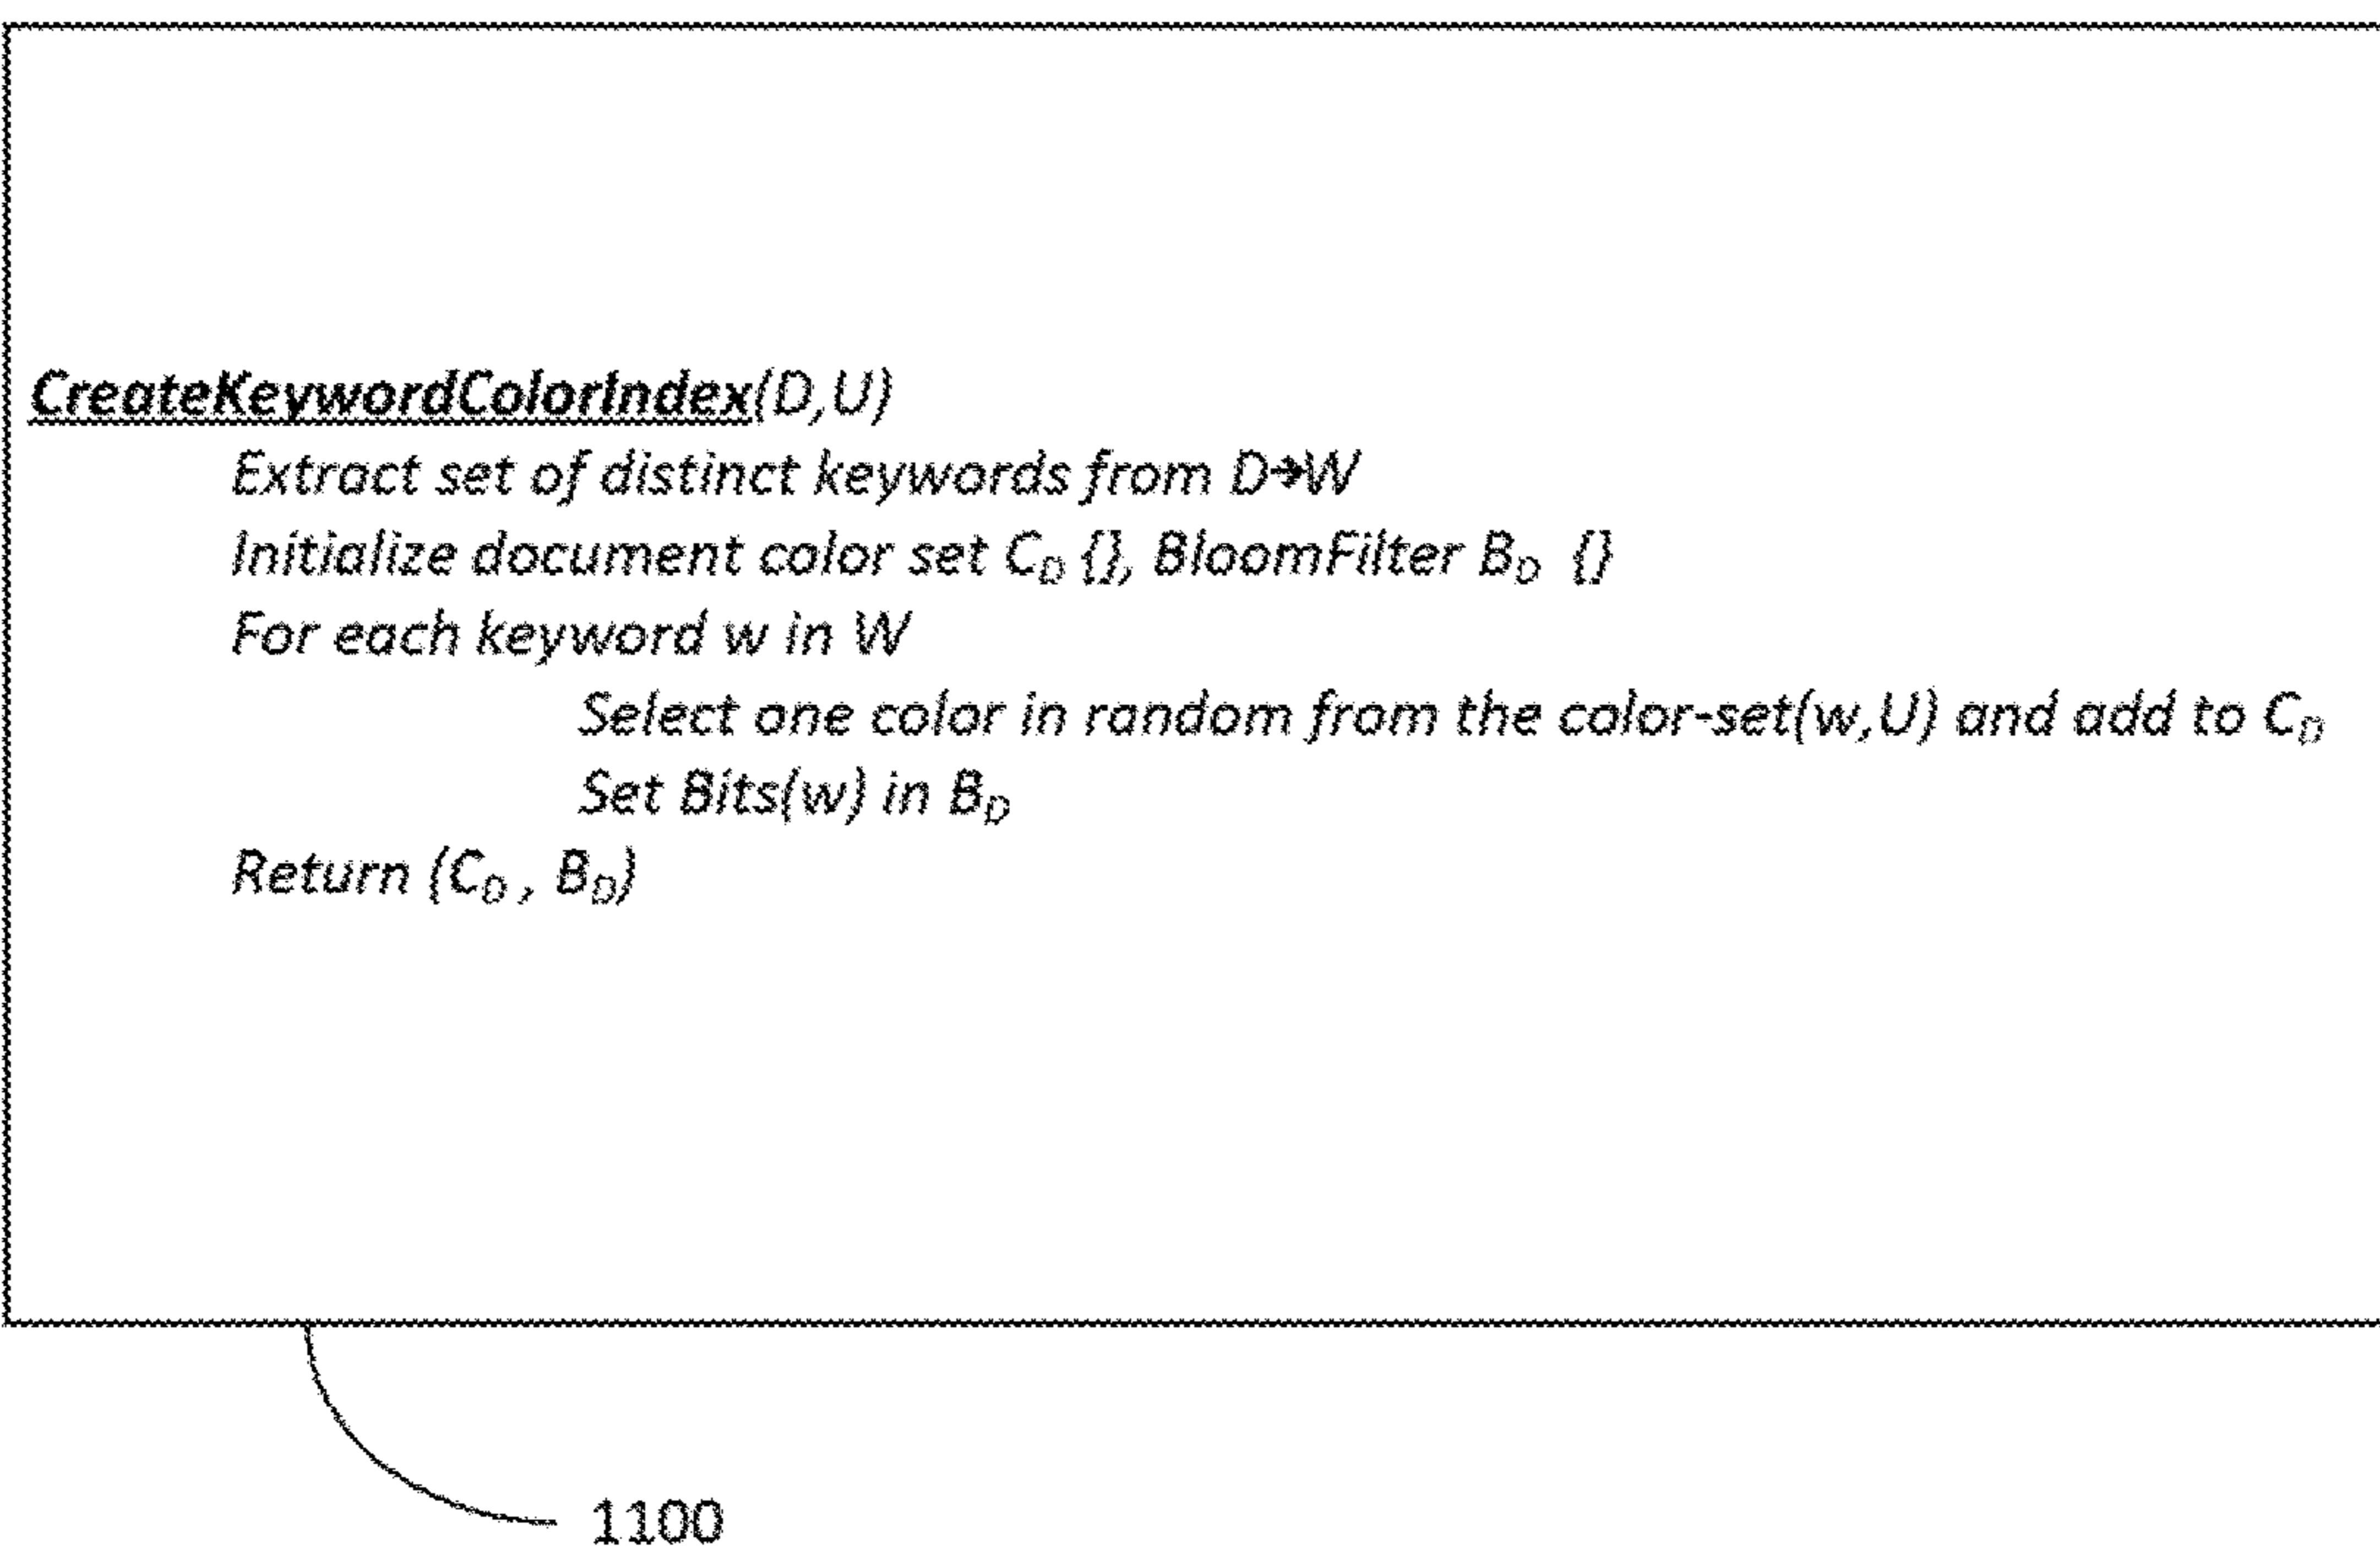 CreateKeywordColorIndex(D,U)
Extract set of distinct keywords from D→W
Initialize document color set C_D {}, BloomFilter B_D {}
For each keyword w in W
Select one color in random from the color-set(w,U) and add to C_D
Set Bits(w) in B_D
Return (C_D , B_D)
1100